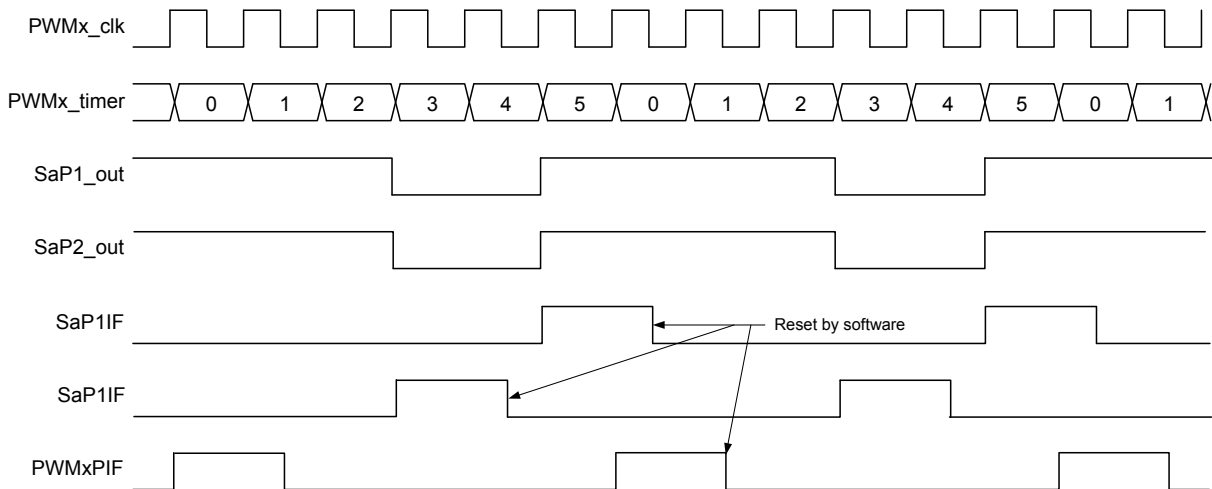 PWMx_clk
PWMx_timer 0 1 2 3 4 5 0 1 2 3 4 5 0 1
SaP1_out
SaP2_out
SaP1IF Reset by software
SaP1IF
PWMxPIF